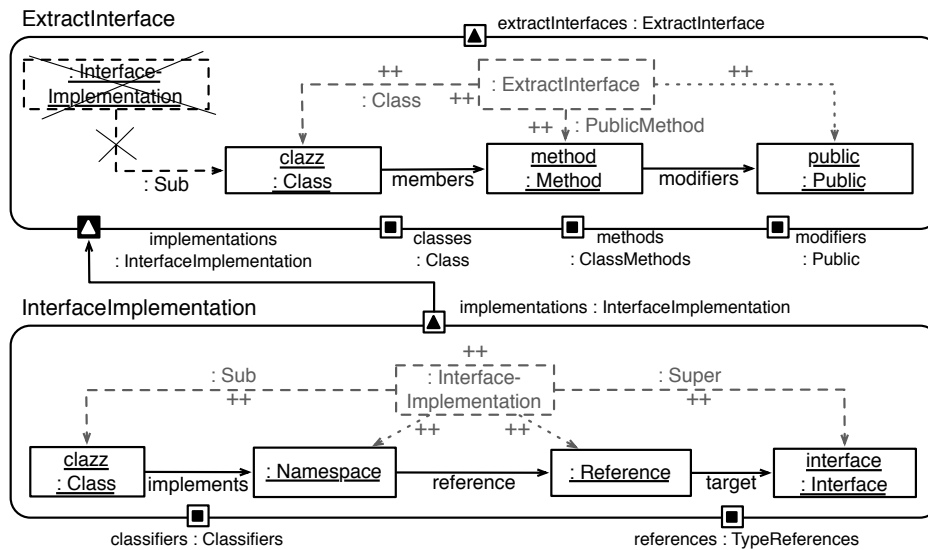 ExtractInterface
extractInterfaces : ExtractInterface
: Interface-
Implementation
++
: Class
++
: ExtractInterface
++
++
: PublicMethod
: Sub
clazz
: Class
members
method
: Method
modifiers
public
: Public
implementations
: InterfaceImplementation
classes
: Class
methods
: ClassMethods
modifiers
: Public
InterfaceImplementation
implementations : InterfaceImplementation
++
: Sub
++
: Interface-
Implementation
: Super
++
++
++
clazz
: Class
implements
: Namespace
reference
: Reference
target
interface
: Interface
classifiers : Classifiers
references : TypeReferences